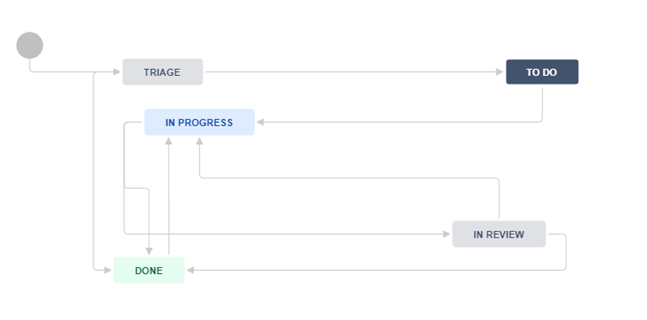 TRIAGE
TO DO
IN PROGRESS
IN REVIEW
DONE